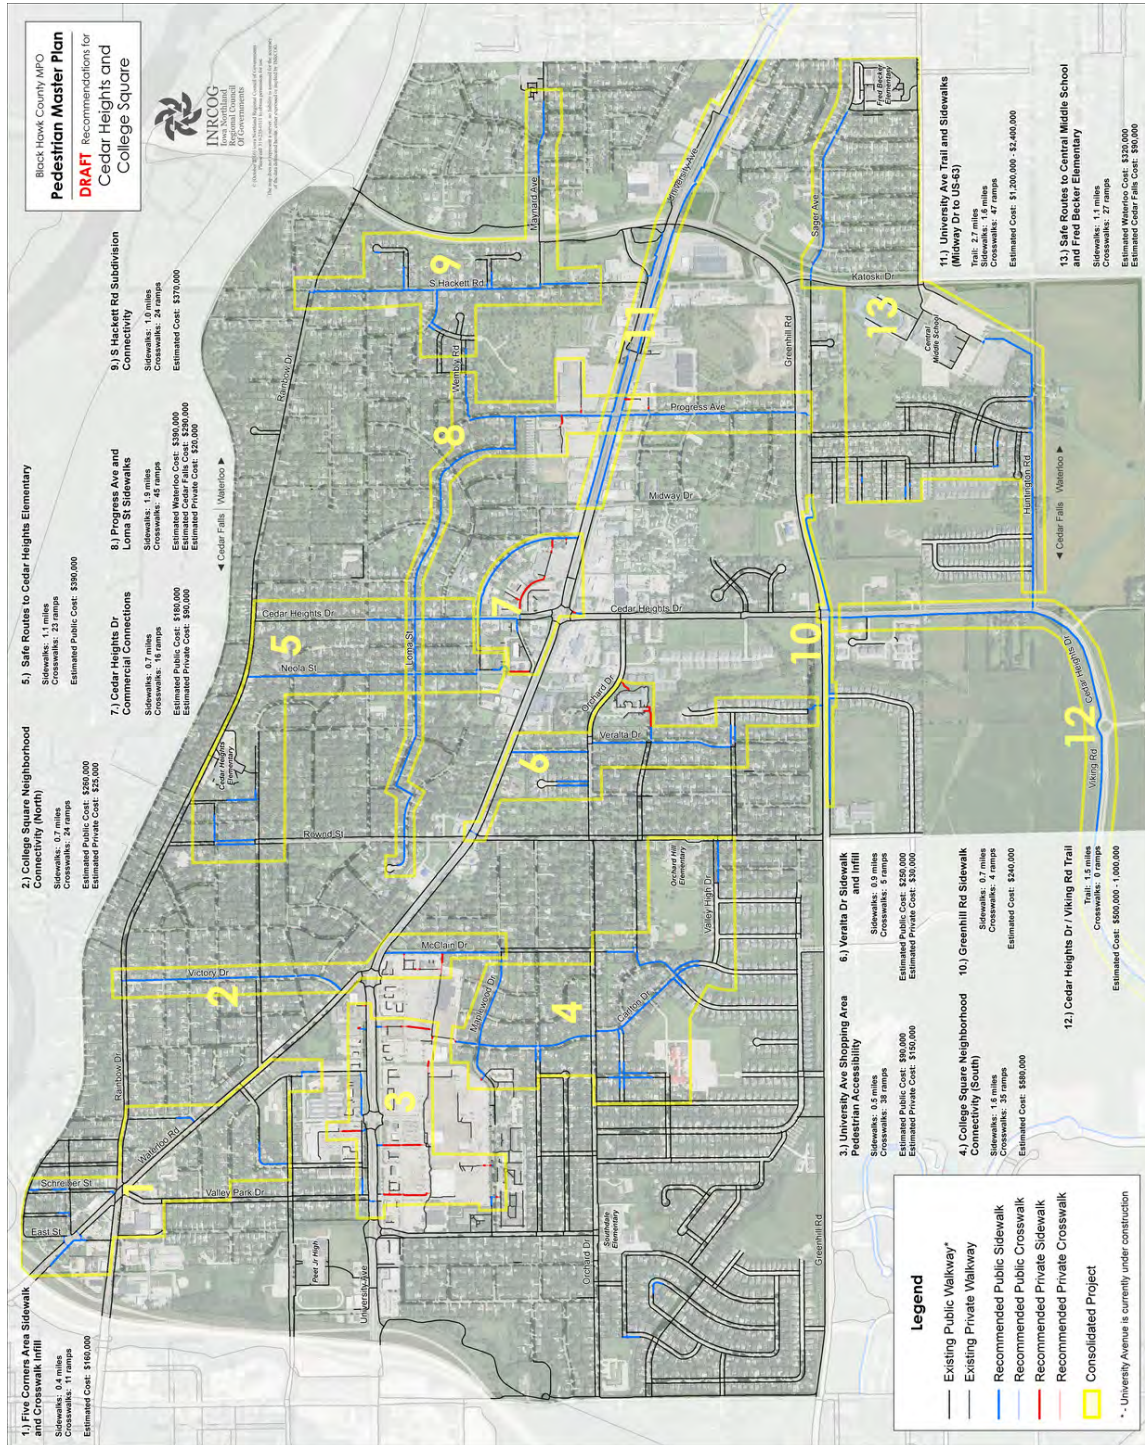 Black Hawk County MPO
Pedestrian Master Plan
DRAFT Recommendations for
Cedar Heights and
College Square
INRCOG
Iowa Northland
Regional Council
Of Governments
1.) Five Corners Area Sidewalk
and Crosswalk Infill
Sidewalks: 0.4 miles
Crosswalks: 11 ramps
Estimated Cost: $160,000
2.) College Square Neighborhood
Connectivity (North)
Sidewalks: 0.7 miles
Crosswalks: 24 ramps
Estimated Public Cost: $260,000
Estimated Private Cost: $25,000
5.) Safe Routes to Cedar Heights Elementary
Sidewalks: 1.1 miles
Crosswalks: 23 ramps
Estimated Public Cost: $390,000
7.) Cedar Heights Dr
Commercial Connections
Sidewalks: 0.7 miles
Crosswalks: 16 ramps
Estimated Public Cost: $180,000
Estimated Private Cost: $90,000
8.) Progress Ave and
Loma St Sidewalks
Sidewalks: 1.9 miles
Crosswalks: 45 ramps
Estimated Waterloo Cost: $390,000
Estimated Cedar Falls Cost: $290,000
Estimated Private Cost: $20,000
9.) S Hackett Rd Subdivision
Connectivity
Sidewalks: 1.0 miles
Crosswalks: 24 ramps
Estimated Cost: $370,000
◄ Cedar Falls Waterloo ►
Rainbow Dr
Rainbow Dr
Schreiber St
East St
Waterloo Rd
Valley Park Dr
Victory Dr
Rownd St
Cedar Heights
Elementary
Neola St
Cedar Heights Dr
Loma St
Wembly Rd
S Hackett Rd
Maynard Ave
University Ave
Peet Jr High
University Ave
McClain Dr
Maplewood Dr
Orchard Dr
Orchard Dr
Veralta Dr
Cedar Heights Dr
Midway Dr
Progress Ave
Greenhill Rd
Katoski Dr
Sager Ave
Fred Becker
Elementary
Central
Middle School
Huntington Rd
◄ Cedar Falls Waterloo ►
Southdale
Elementary
Carlton Dr
Orchard Hill
Elementary
Valley High Dr
Greenhill Rd
Cedar Heights Dr
Viking Rd
1
2
3
4
5
6
7
8
9
10
11
12
13
3.) University Ave Shopping Area
Pedestrian Accessibility
Sidewalks: 0.5 miles
Crosswalks: 38 ramps
Estimated Public Cost: $90,000
Estimated Private Cost: $150,000
4.) College Square Neighborhood
Connectivity (South)
Sidewalks: 1.6 miles
Crosswalks: 35 ramps
Estimated Cost: $580,000
6.) Veralta Dr Sidewalk
and Infill
Sidewalks: 0.9 miles
Crosswalks: 5 ramps
Estimated Public Cost: $250,000
Estimated Private Cost: $30,000
10.) Greenhill Rd Sidewalk
Sidewalks: 0.7 miles
Crosswalks: 4 ramps
Estimated Cost: $240,000
12.) Cedar Heights Dr / Viking Rd Trail
Trail: 1.5 miles
Crosswalks: 0 ramps
Estimated Cost: $500,000 - 1,000,000
11.) University Ave Trail and Sidewalks
(Midway Dr to US-63)
Trail: 2.7 miles
Sidewalks: 1.6 miles
Crosswalks: 47 ramps
Estimated Cost: $1,200,000 - $2,400,000
13.) Safe Routes to Central Middle School
and Fred Becker Elementary
Sidewalks: 1.1 miles
Crosswalks: 27 ramps
Estimated Waterloo Cost: $320,000
Estimated Cedar Falls Cost: $90,000
Legend
Existing Public Walkway*
Existing Private Walkway
Recommended Public Sidewalk
Recommended Public Crosswalk
Recommended Private Sidewalk
Recommended Private Crosswalk
Consolidated Project
* - University Avenue is currently under construction